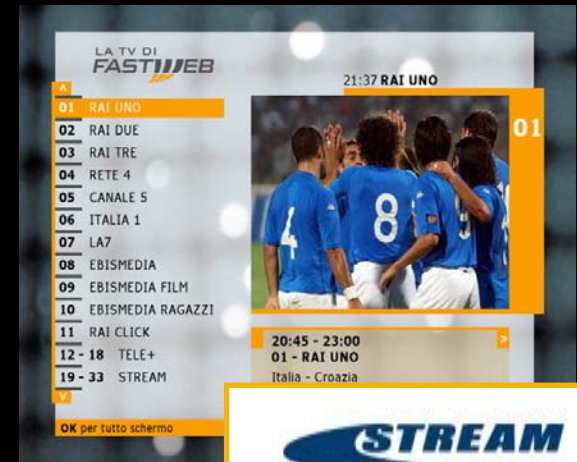 LA TV DI
FASTWEB
21:37 RAI UNO
01 RAI UNO
02 RAI DUE
03 RAI TRE
04 RETE 4
05 CANALE 5
06 ITALIA 1
07 LA7
08 EBISMEDIA
09 EBISMEDIA FILM
10 EBISMEDIA RAGAZZI
11 RAI CLICK
12 - 18 TELE+
19 - 33 STREAM
OK per tutto schermo
01
4
8
9
20:45 - 23:00
01 - RAI UNO
Italia - Croazia
STREAM